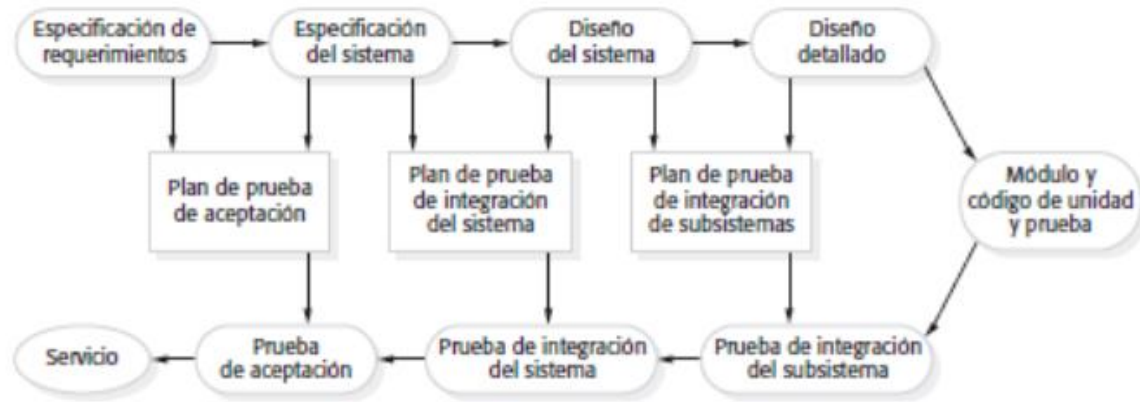 Especificación de
requerimientos
Especificación
del sistema
Diseño
del sistema
Diseño
detallado
Plan de prueba
de aceptación
Plan de prueba
de integración
del sistema
Plan de prueba
de integración
de subsistemas
Módulo y
código de unidad
y prueba
Servicio
Prueba
de aceptación
Prueba de integración
del sistema
Prueba de integración
del subsistema